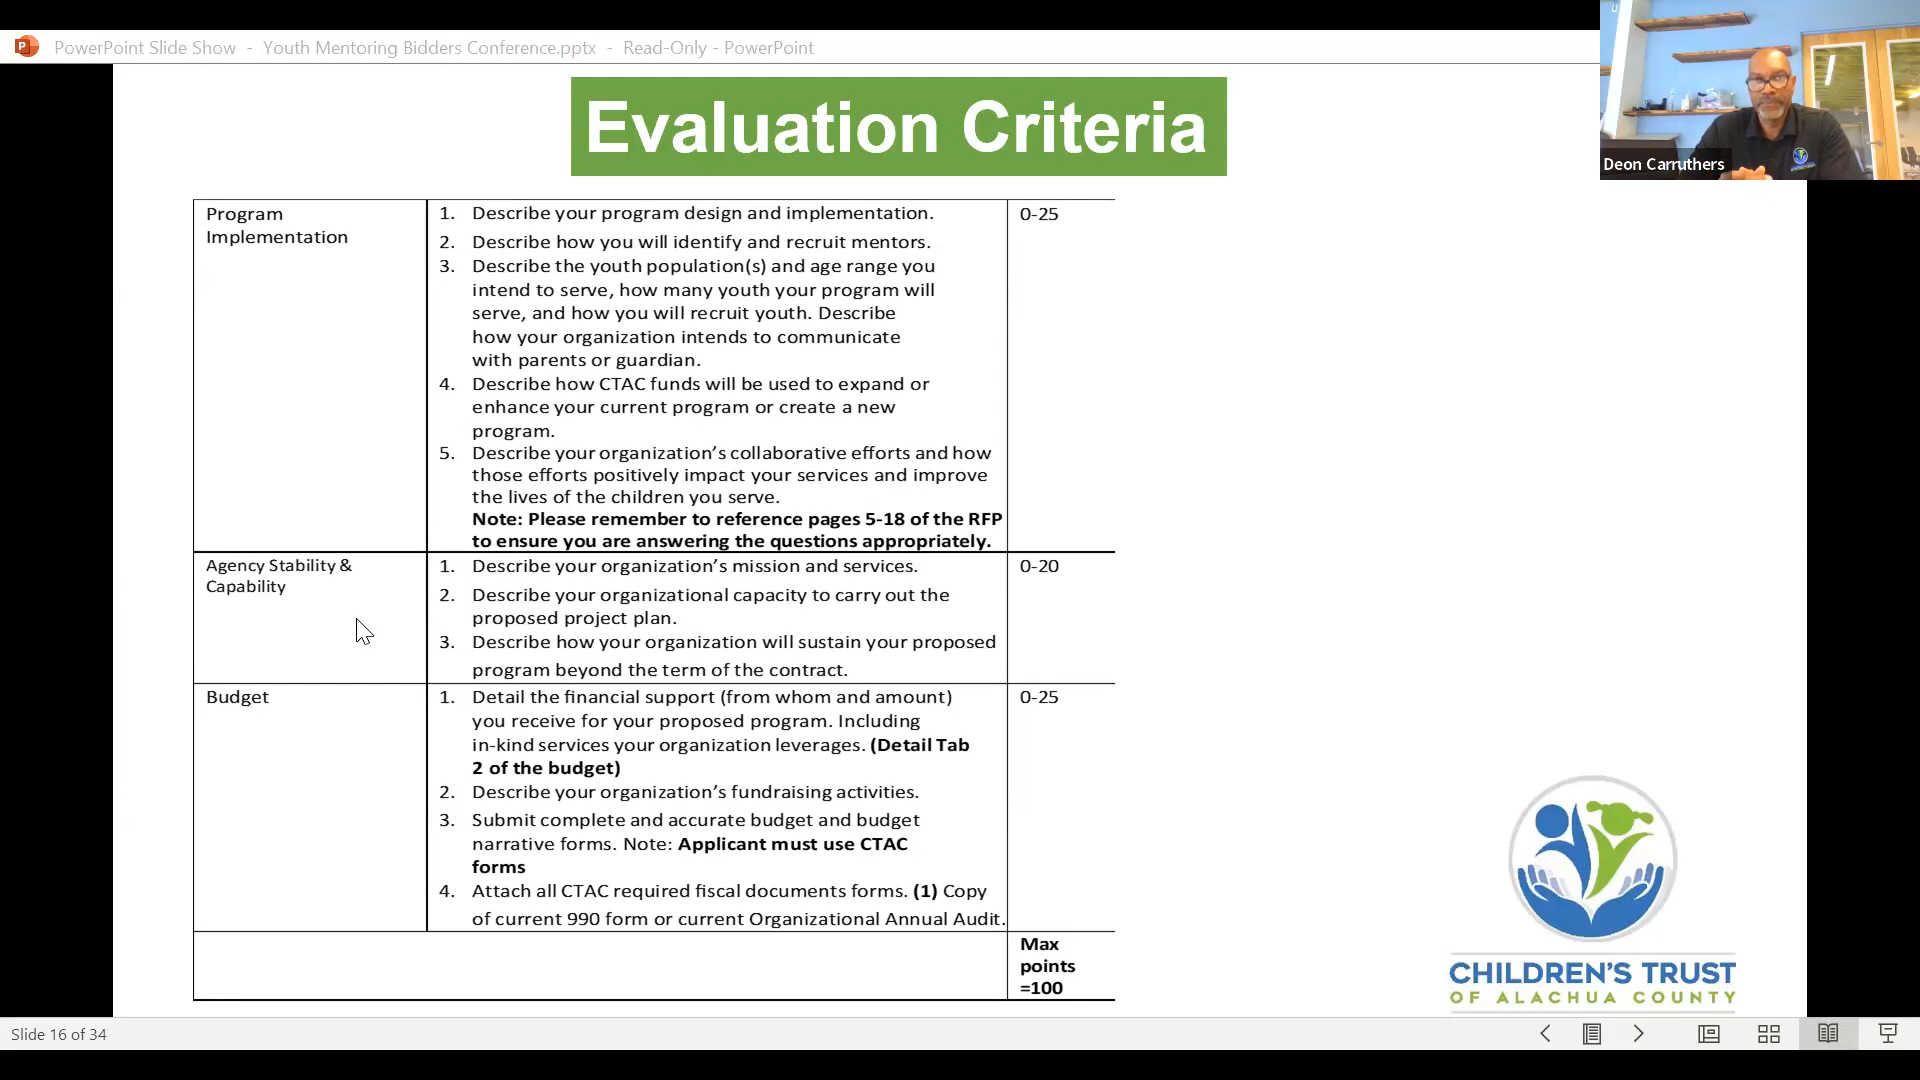 PowerPoint Slide Show - Youth Mentoring Bidders Conference.pptx - Read-Only - PowerPoint
Evaluation Criteria
Deon Carruthers
Program
Implementation
1. Describe your program design and implementation.
2. Describe how you will identify and recruit mentors.
3. Describe the youth population(s) and age range you
intend to serve, how many youth your program will
serve, and how you will recruit youth. Describe
how your organization intends to communicate
with parents or guardian.
4. Describe how CTAC funds will be used to expand or
enhance your current program or create a new
program.
5. Describe your organization’s collaborative efforts and how
those efforts positively impact your services and improve
the lives of the children you serve.
Note: Please remember to reference pages 5-18 of the RFP
to ensure you are answering the questions appropriately.
0-25
Agency Stability &
Capability
1. Describe your organization’s mission and services.
2. Describe your organizational capacity to carry out the
proposed project plan.
3. Describe how your organization will sustain your proposed
program beyond the term of the contract.
0-20
Budget
1. Detail the financial support (from whom and amount)
you receive for your proposed program. Including
in-kind services your organization leverages. (Detail Tab
2 of the budget)
2. Describe your organization’s fundraising activities.
3. Submit complete and accurate budget and budget
narrative forms. Note: Applicant must use CTAC
forms
4. Attach all CTAC required fiscal documents forms. (1) Copy
of current 990 form or current Organizational Annual Audit.
0-25
Max
points
=100
CHILDREN’S TRUST
OF ALACHUA COUNTY
Slide 16 of 34